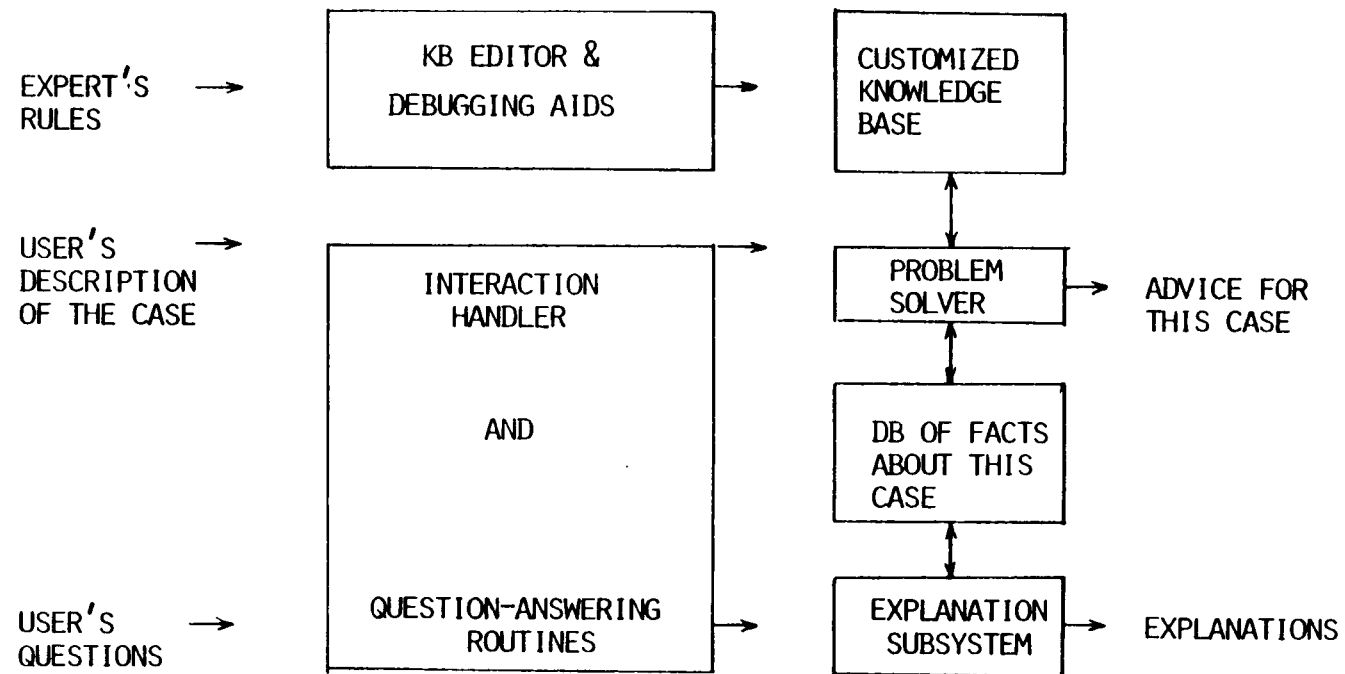 EXPERT'S
RULES
KB EDITOR &
DEBUGGING AIDS
CUSTOMIZED
KNOWLEDGE
BASE
USER'S
DESCRIPTION
OF THE CASE
INTERACTION
HANDLER
AND
QUESTION-ANSWERING
ROUTINES
PROBLEM
SOLVER
ADVICE FOR
THIS CASE
DB OF FACTS
ABOUT THIS
CASE
USER'S
QUESTIONS
EXPLANATION
SUBSYSTEM
EXPLANATIONS